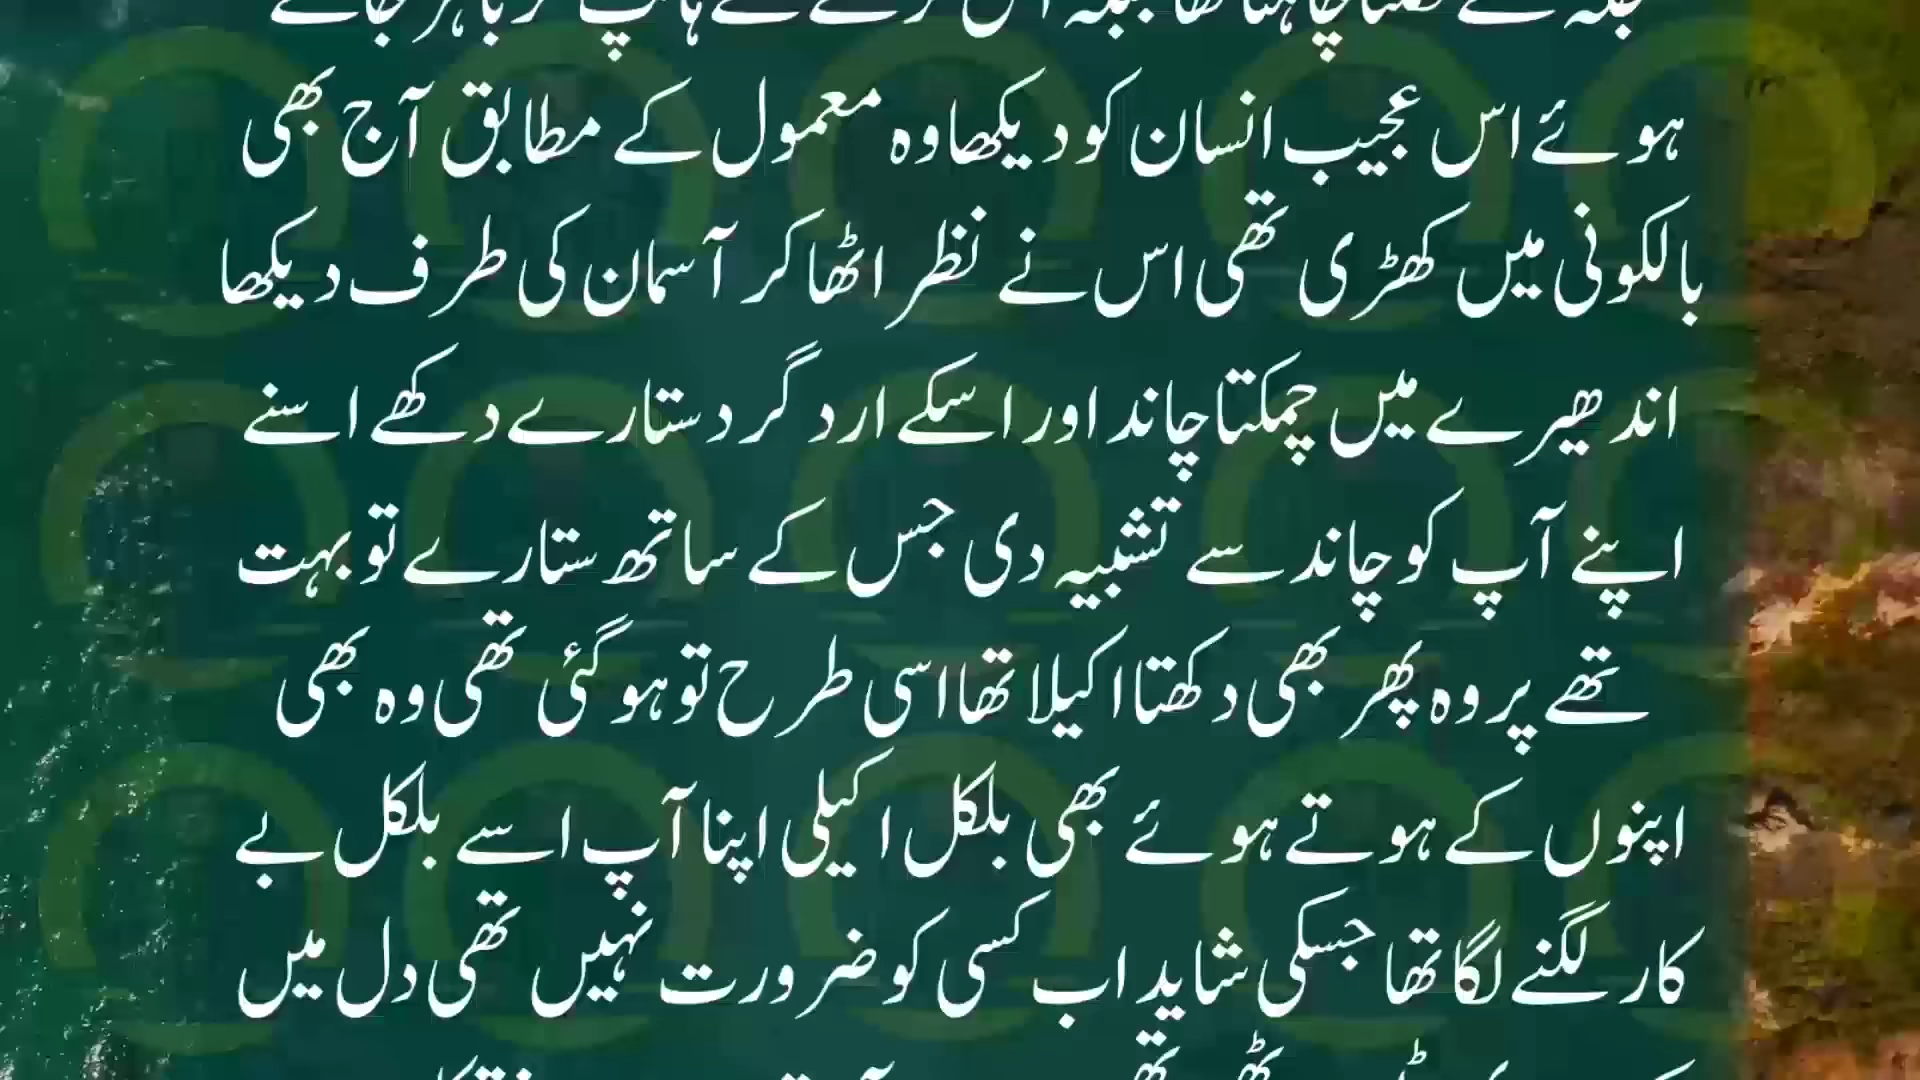 ہوئے اس عجیب انسان کو دیکھا وہ معمول کے مطابق آج بھی
بالکونی میں کھڑی تھی اس نے نظر اٹھا کر آسمان کی طرف دیکھا
اندھیرے میں چمکتا چاند اور اسکے ارد گرد ستارے دکھے اسنے
اپنے آپ کو چاند سے تشبیہ دی جس کے ساتھ ستارے تو بہت
تھے پر وہ پھر بھی دکھتا اکیلا تھا اسی طرح تو ہو گئی تھی وہ بھی
اپنوں کے ہوتے ہوئے بھی بلکل اکیلی اپنا آپ اسے بلکل بے
کار لگنے لگا تھا جسکی شاید اب کسی کو ضرورت نہیں تھی دل میں